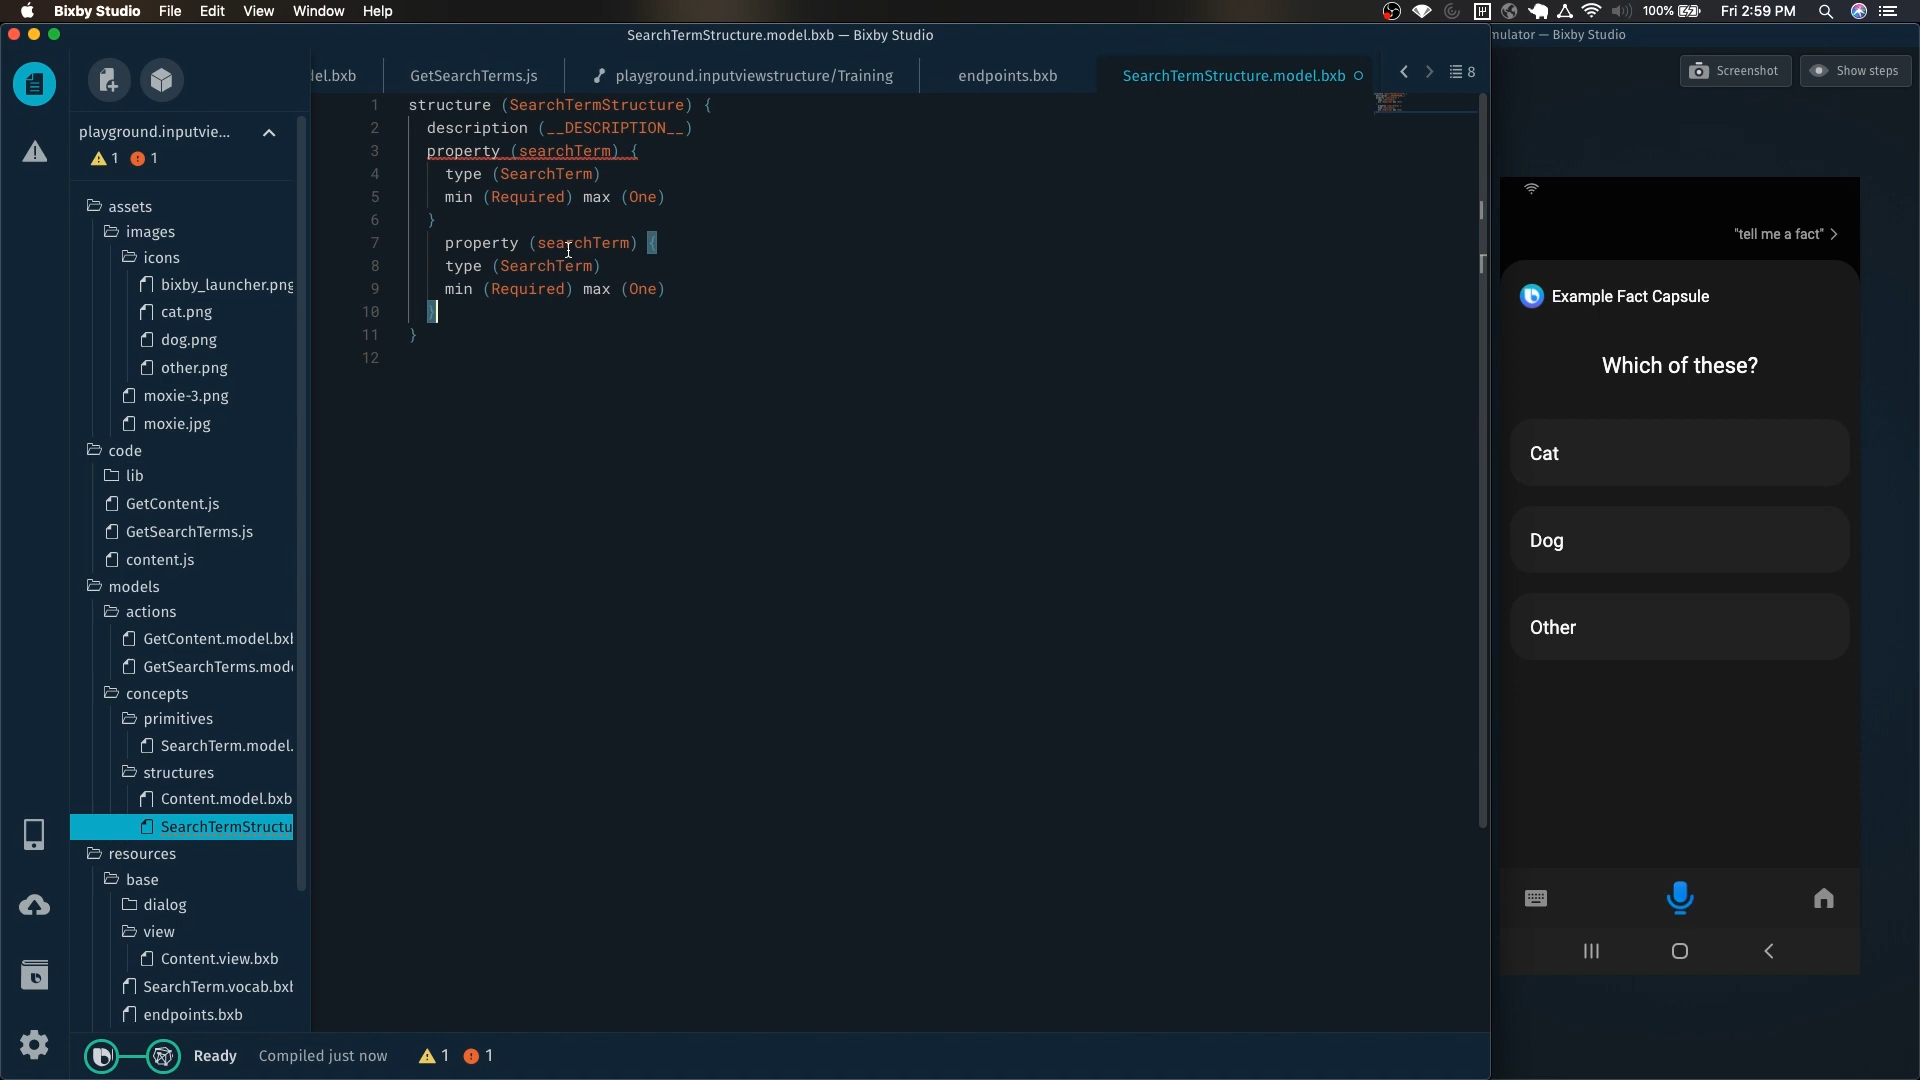 Bixby Studio File Edit View Window Help
100% Fri 2:59 PM
SearchTermStructure.model.bxb — Bixby Studio
mulator — Bixby Studio
del.bxb
GetSearchTerms.js
playground.inputviewstructure/Training
endpoints.bxb
SearchTermStructure.model.bxb
8
Screenshot
Show steps
playground.inputvie...
1 1
assets
images
icons
bixby_launcher.png
cat.png
dog.png
other.png
moxie-3.png
moxie.jpg
code
lib
GetContent.js
GetSearchTerms.js
content.js
models
actions
GetContent.model.bxb
GetSearchTerms.mode
concepts
primitives
SearchTerm.model.
structures
Content.model.bxb
SearchTermStructu
resources
base
dialog
view
Content.view.bxb
SearchTerm.vocab.bxb
endpoints.bxb
1 structure (SearchTermStructure) {
2 description (__DESCRIPTION__)
3 property (searchTerm) {
4 type (SearchTerm)
5 min (Required) max (One)
6 }
7 property (searchTerm) {
8 type (SearchTerm)
9 min (Required) max (One)
10 }
11 }
12
"tell me a fact"
Example Fact Capsule
Which of these?
Cat
Dog
Other
Ready Compiled just now 1 1